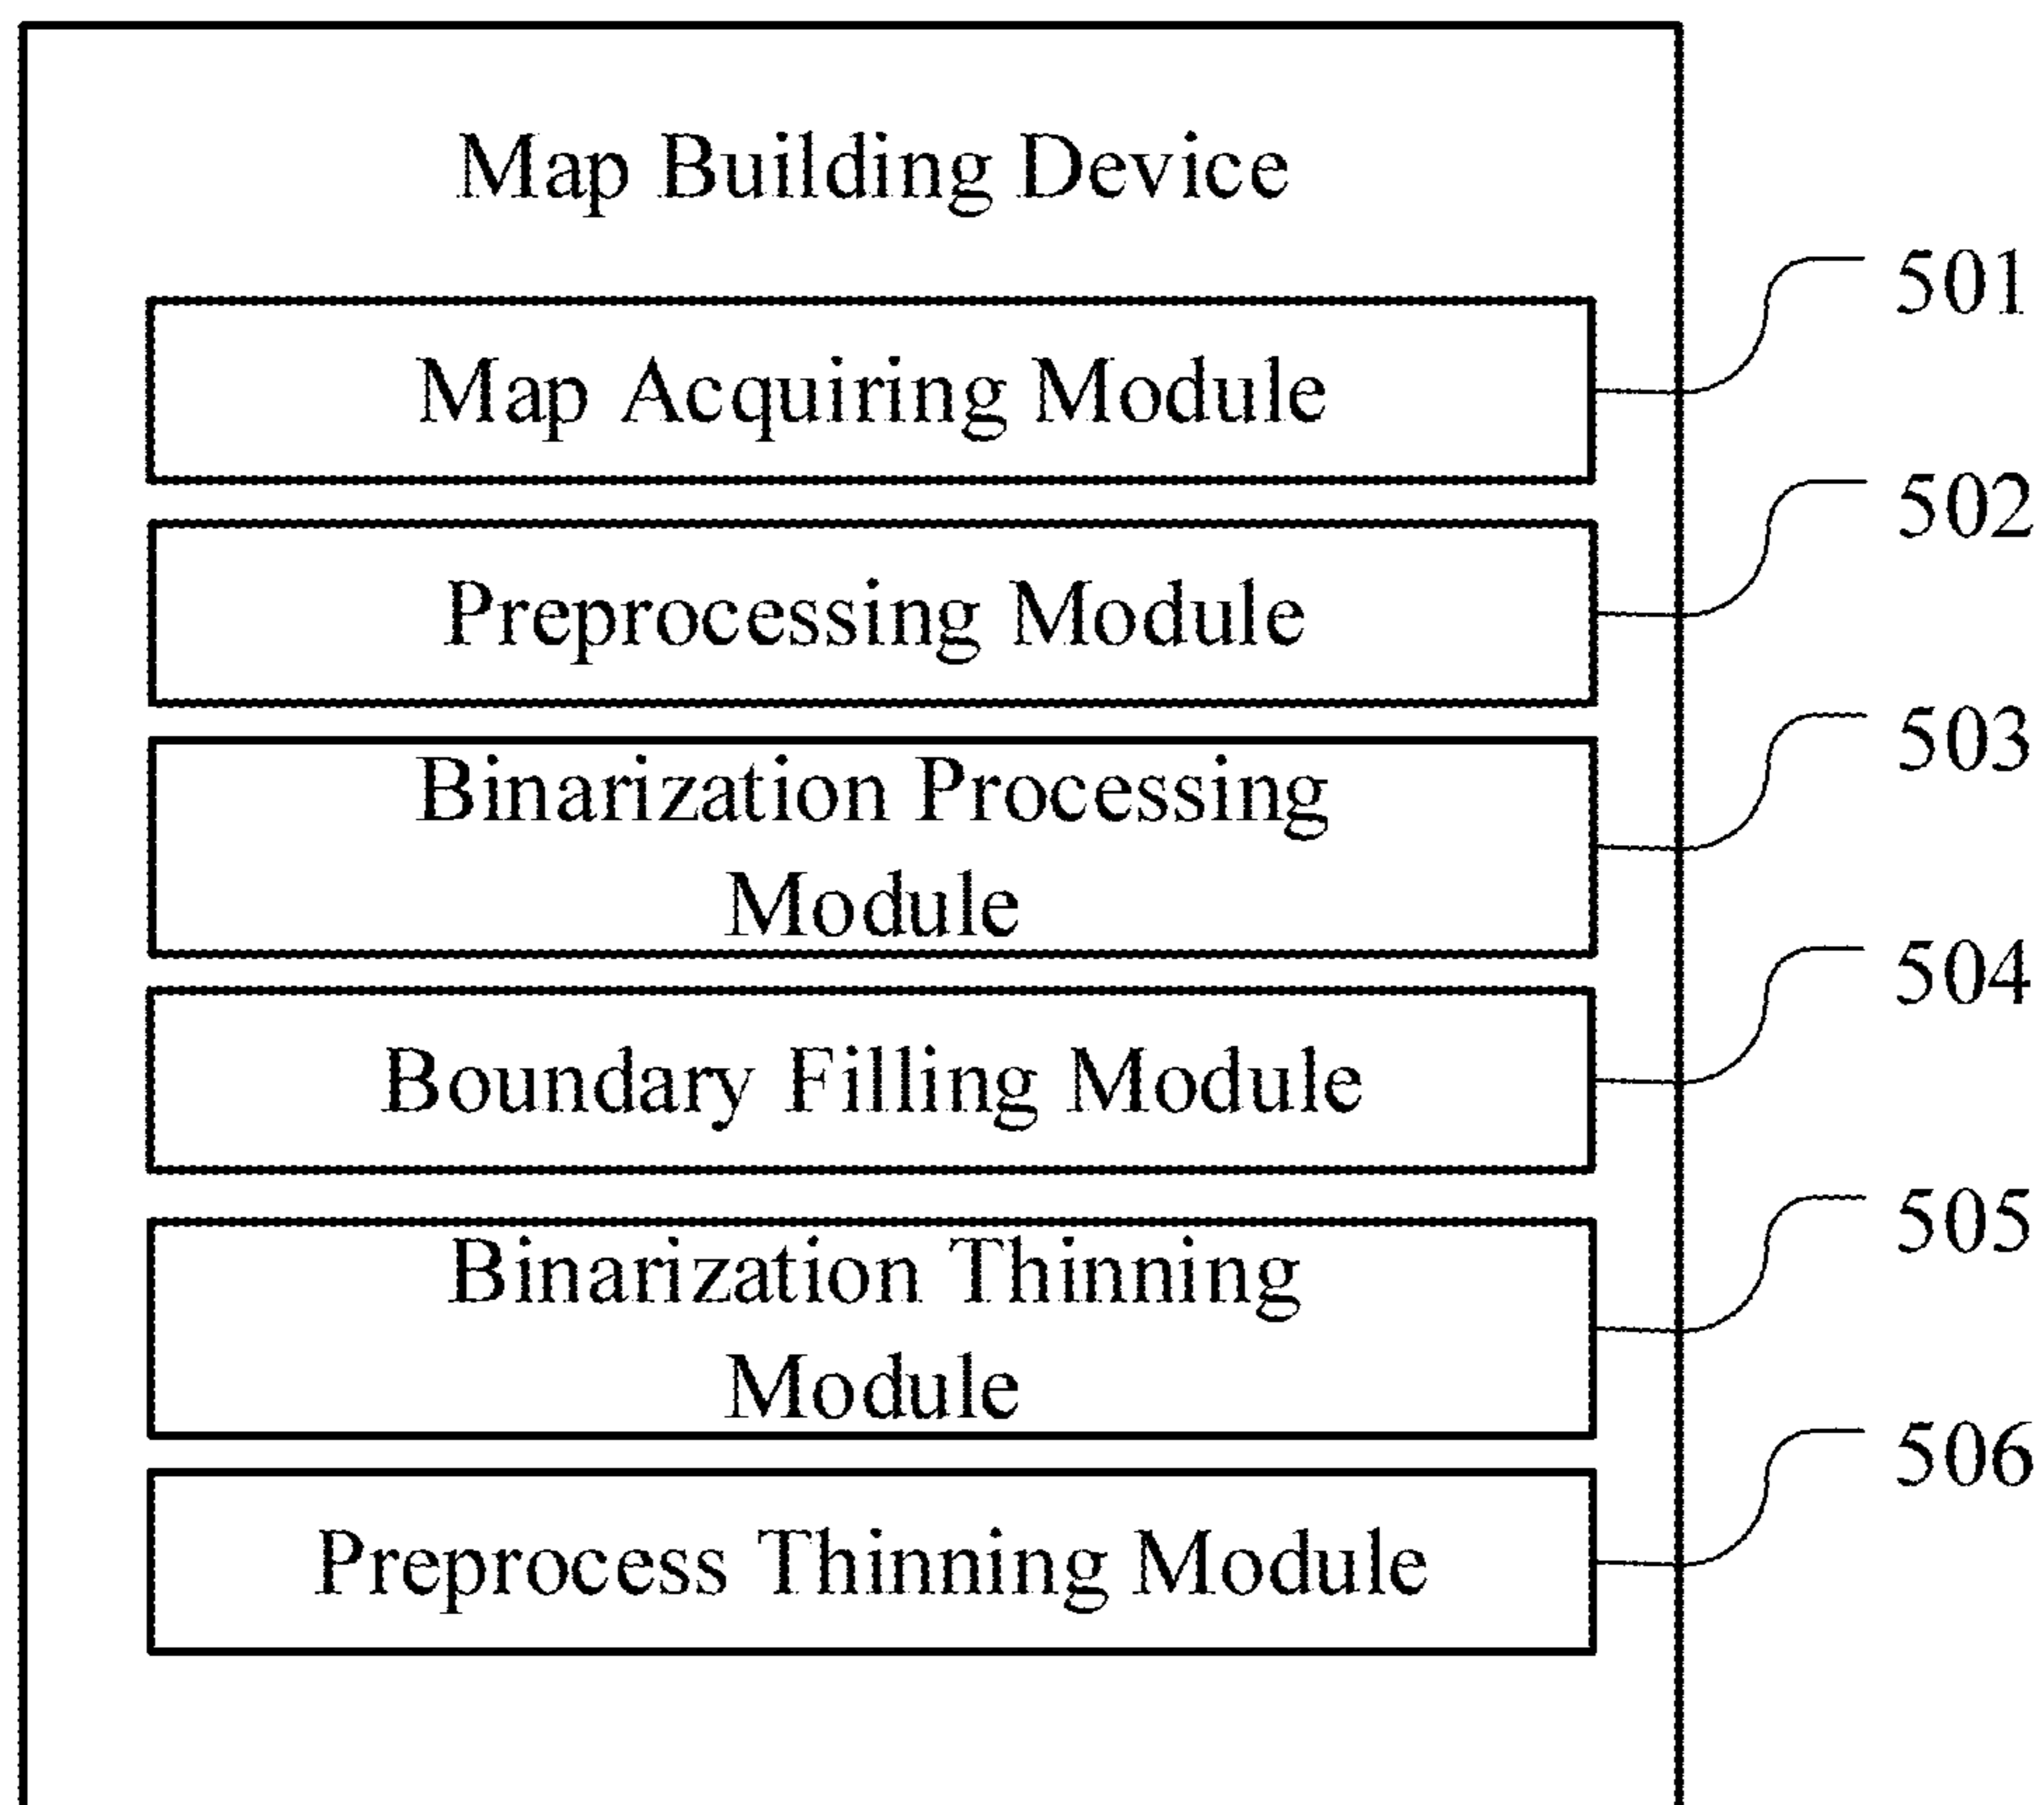 Map Building Device
501
Map Acquiring Module
502
Preprocessing Module
503
Binarization Processing
Module
504
Boundary Filling Module
505
Binarization Thinning
Module
506
Preprocess Thinning Module